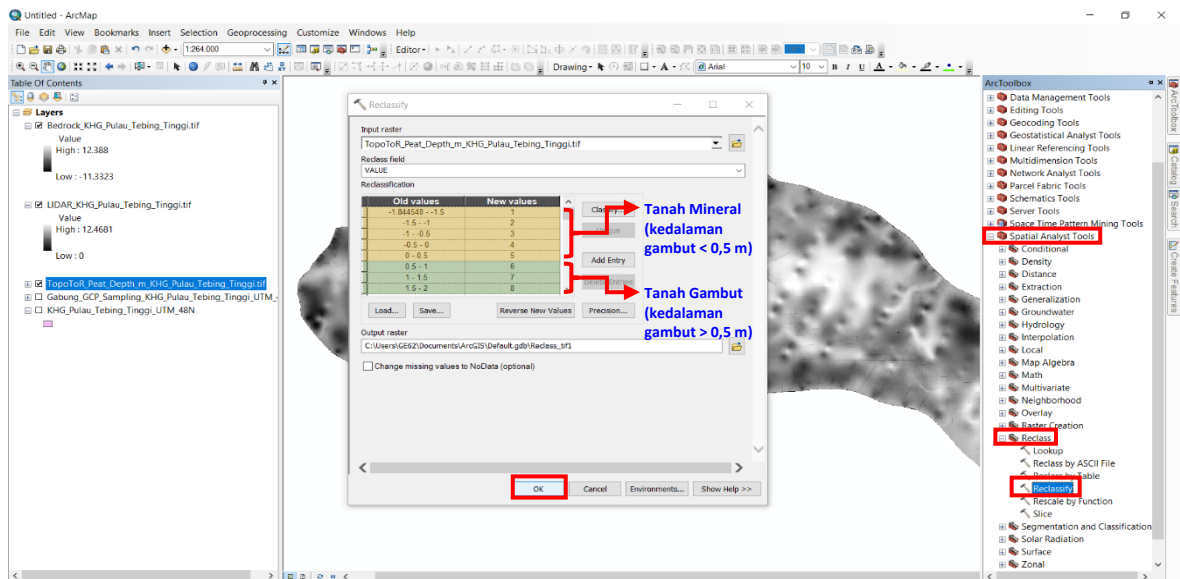 Untitled - ArcMap
File Edit View Bookmarks Insert Selection Geoprocessing Customize Windows Help
1:264.000
Editor
Drawing
Arial
10
B I U A
Table Of Contents
Layers
Bedrock_KHG_Pulau_Tebing_Tinggi.tif
Value
High : 12.388
Low : -11.3323
LIDAR_KHG_Pulau_Tebing_Tinggi.tif
Value
High : 12.4681
Low : 0
TopoToR_Peat_Depth_m_KHG_Pulau_Tebing_Tinggi.tif
Gabung_GCP_Sampling_KHG_Pulau_Tebing_Tinggi_UTM_
KHG_Pulau_Tebing_Tinggi_UTM_48N
Reclassify
Input raster
TopoToR_Peat_Depth_m_KHG_Pulau_Tebing_Tinggi.tif
Reclass field
VALUE
Reclassification
Old values New values
-1.844548 - -1.5 1
-1.5 - -1 2
-1 - -0.5 3
-0.5 - 0 4
0 - 0.5 5
0.5 - 1 6
1 - 1.5 7
1.5 - 2 8
Add Entry
Delete Entries
Load... Save... Reverse New Values Precision...
Output raster
C:\Users\GE62\Documents\ArcGIS\Default.gdb\Reclass_tif1
Change missing values to NoData (optional)
OK Cancel Environments... Show Help >>
Tanah Mineral
(kedalaman
gambut < 0,5 m)
Tanah Gambut
(kedalaman
gambut > 0,5 m)
ArcToolbox
Data Management Tools
Editing Tools
Geocoding Tools
Geostatistical Analyst Tools
Linear Referencing Tools
Multidimension Tools
Network Analyst Tools
Parcel Fabric Tools
Schematics Tools
Server Tools
Space Time Pattern Mining Tools
Spatial Analyst Tools
Conditional
Density
Distance
Extraction
Generalization
Groundwater
Hydrology
Interpolation
Local
Map Algebra
Math
Multivariate
Neighborhood
Overlay
Raster Creation
Reclass
Lookup
Reclass by ASCII File
Reclass by Table
Reclassify
Rescale by Function
Slice
Segmentation and Classification
Solar Radiation
Surface
Zonal
ArcToolbox
Catalog
Search
Create Features